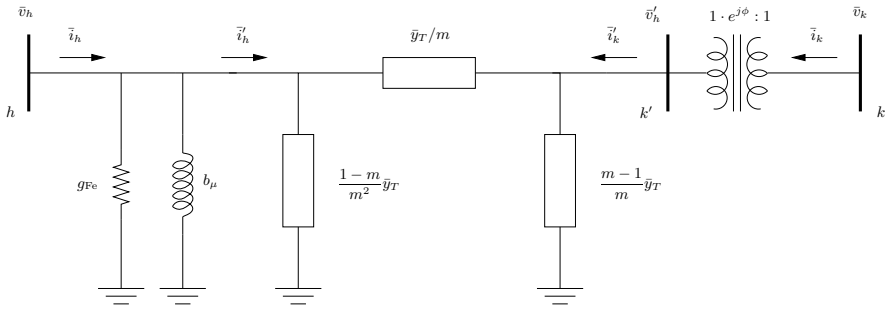 v̄_h
ī_h
ī′_h
ȳ_T/m
ī′_k
v̄′_h
1 · e^{jϕ} : 1
ī_k
v̄_k
h
k′
k
g_Fe
b_μ
(1 − m)/m² ȳ_T
(m − 1)/m ȳ_T